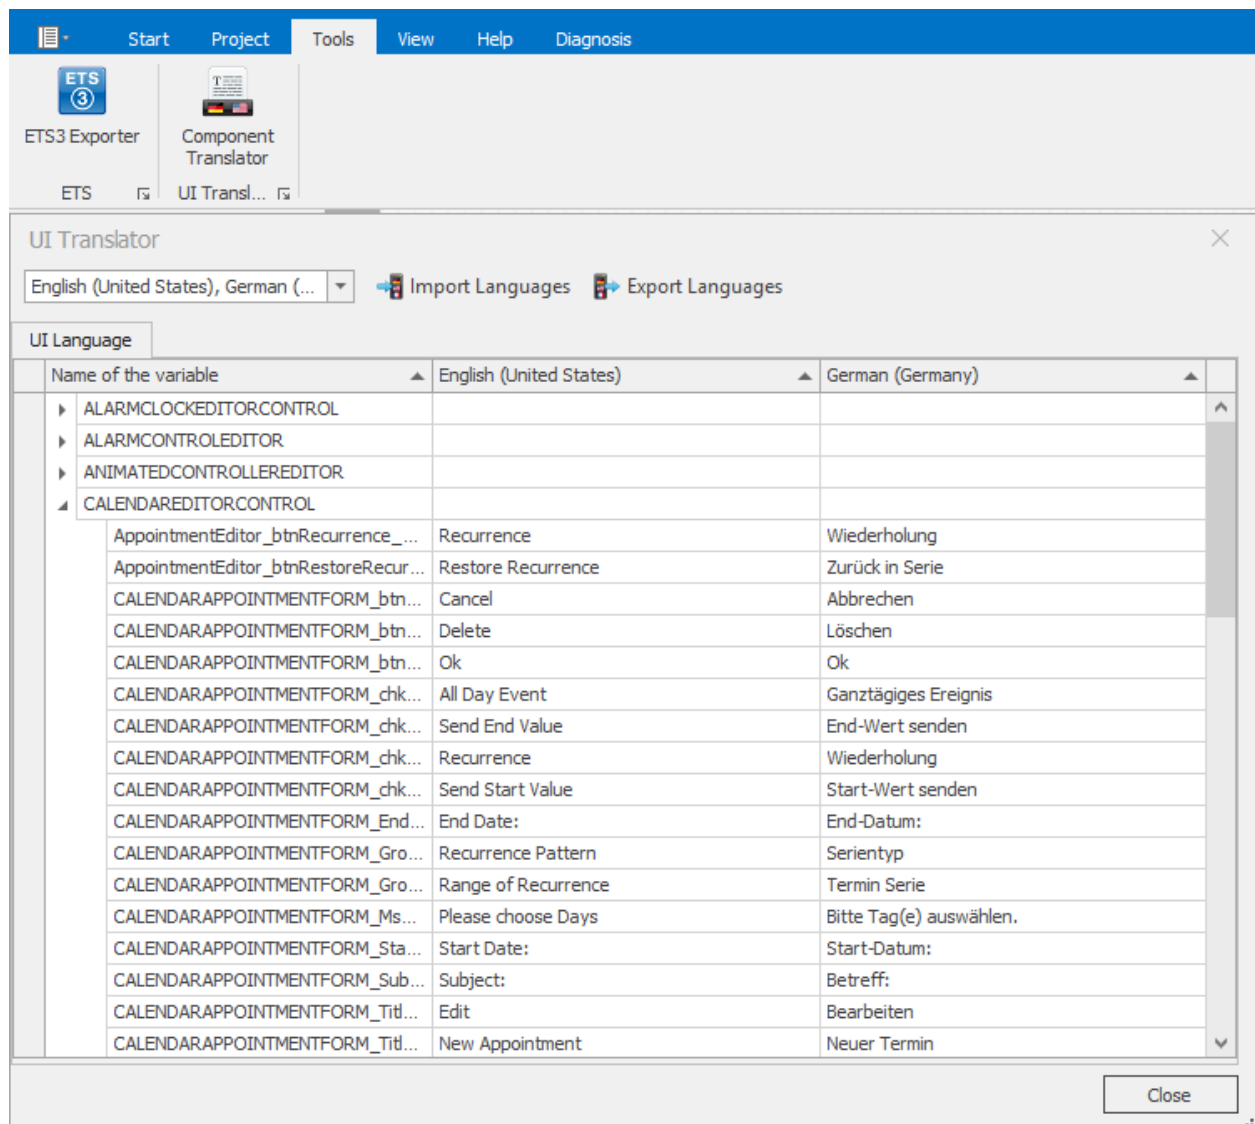 Start Project Tools View Help Diagnosis
ETS
3
T
ETS3 Exporter
Component
Translator
ETS
UI Transl...
UI Translator
English (United States), German (...
Import Languages
Export Languages
UI Language
Name of the variable English (United States) German (Germany)
ALARMCLOCKEDITORCONTROL
ALARMCONTROLEDITOR
ANIMATEDCONTROLLEREDITOR
CALENDAREDITORCONTROL
AppointmentEditor_btnRecurrence_... Recurrence Wiederholung
AppointmentEditor_btnRestoreRecur... Restore Recurrence Zurück in Serie
CALENDARAPPOINTMENTFORM_btn... Cancel Abbrechen
CALENDARAPPOINTMENTFORM_btn... Delete Löschen
CALENDARAPPOINTMENTFORM_btn... Ok Ok
CALENDARAPPOINTMENTFORM_chk... All Day Event Ganztägiges Ereignis
CALENDARAPPOINTMENTFORM_chk... Send End Value End-Wert senden
CALENDARAPPOINTMENTFORM_chk... Recurrence Wiederholung
CALENDARAPPOINTMENTFORM_chk... Send Start Value Start-Wert senden
CALENDARAPPOINTMENTFORM_End... End Date: End-Datum:
CALENDARAPPOINTMENTFORM_Gro... Recurrence Pattern Serientyp
CALENDARAPPOINTMENTFORM_Gro... Range of Recurrence Termin Serie
CALENDARAPPOINTMENTFORM_Ms... Please choose Days Bitte Tag(e) auswählen.
CALENDARAPPOINTMENTFORM_Sta... Start Date: Start-Datum:
CALENDARAPPOINTMENTFORM_Sub... Subject: Betreff:
CALENDARAPPOINTMENTFORM_Titl... Edit Bearbeiten
CALENDARAPPOINTMENTFORM_Titl... New Appointment Neuer Termin
Close